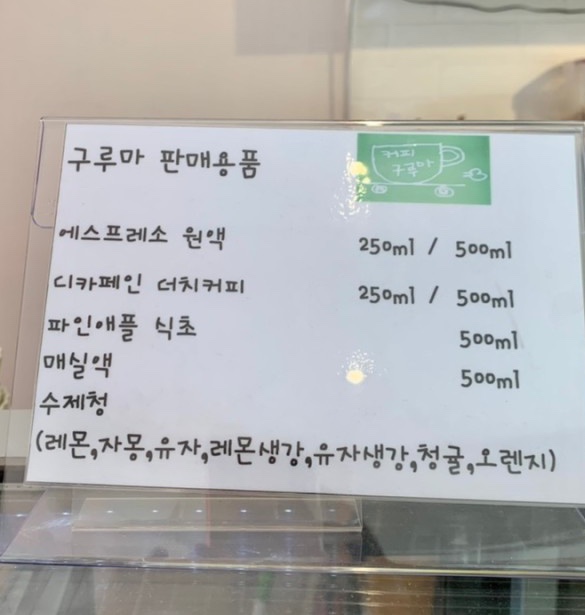 구루마 판매용품
커피
구루마
에스프레소 원액 250ml / 500ml
디카페인 더치커피 250ml / 500ml
파인애플 식초 500ml
매실액 500ml
수제청
(레몬,자몽,유자,레몬생강,유자생강,청귤,오렌지)